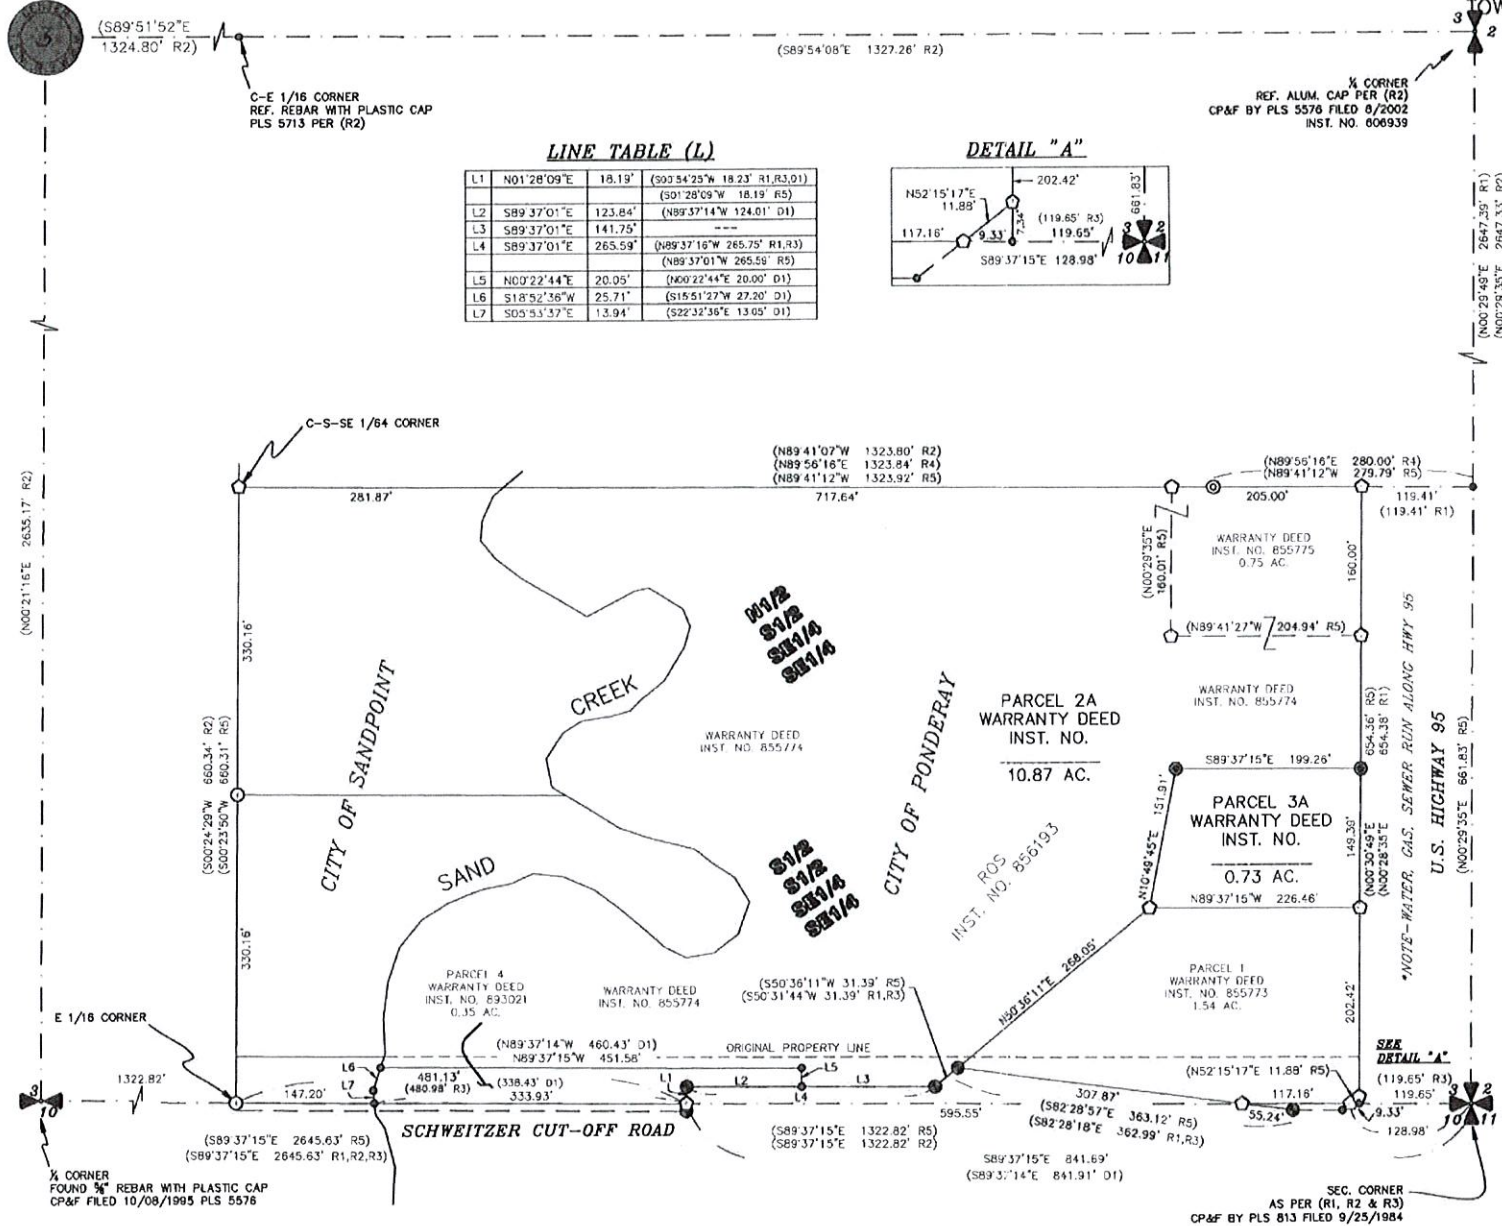 TOW
(S89°51'52"E
1324.80' R2)
(S89°54'08"E 1327.26' R2)
3
2
C-E 1/16 CORNER
REF. REBAR WITH PLASTIC CAP
PLS 5713 PER (R2)
¼ CORNER
REF. ALUM. CAP PER (R2)
CP&F BY PLS 5576 FILED 8/2002
INST. NO. 606939
LINE TABLE (L)
L1 N01°28'09"E 18.19' (S00°54'25"W 18.23' R1,R3,D1)
(S01°28'09"W 18.19' R5)
L2 S89°37'01"E 123.84' (N89°37'14"W 124.01' D1)
L3 S89°37'01"E 141.75' ---
L4 S89°37'01"E 265.59' (N89°37'16"W 265.75' R1,R3)
(N89°37'01"W 265.59' R5)
L5 N00°22'44"E 20.05' (N00°22'44"E 20.00' D1)
L6 S18°52'36"W 25.71' (S15°51'27"W 27.20' D1)
L7 S05°53'37"E 13.94' (S22°32'36"E 13.05' D1)
DETAIL "A"
202.42'
N52°15'17"E
11.88'
661.83'
7.34'
(119.65' R3)
117.16'
9.33'
119.65'
S89°37'15"E 128.98'
3 2
10 11
(N00°29'49"E 2647.39' R1)
(N00°29'35"E 2647.33' R2)
C-S-SE 1/64 CORNER
(N89°41'07"W 1323.80' R2)
(N89°56'16"E 1323.84' R4)
(N89°41'12"W 1323.92' R5)
(N89°55'16"E 280.00' R4)
(N89°41'12"W 279.79' R5)
281.87'
717.64'
205.00'
119.41'
(119.41' R1)
(N00°21'16"E 2635.17' R2)
WARRANTY DEED
INST. NO. 855775
0.75 AC.
(N00°29'35"E
160.01' R5)
160.00'
N1/2
S1/2
SE1/4
SE1/4
330.16'
(N89°41'27"W 204.94' R5)
CITY OF SANDPOINT
CREEK
CITY OF PONDERAY
WARRANTY DEED
INST. NO. 855774
PARCEL 2A
WARRANTY DEED
INST. NO.
10.87 AC.
WARRANTY DEED
INST. NO. 855774
654.36' R5)
654.38' R1)
(S00°24'29"W 660.34' R2)
(S00°23'50"W 660.31' R5)
S89°37'15"E 199.26'
N10°49'45"E 151.91'
PARCEL 3A
WARRANTY DEED
INST. NO.
0.73 AC.
149.39'
(N00°30'49"E
(N00°28'35"E
*NOTE-WATER, GAS, SEWER RUN ALONG HWY 95
U.S. HIGHWAY 95
(N00°29'35"E 661.83' R5)
N89°37'15"W 226.46'
SAND
S1/2
S1/2
SE1/4
SE1/4
ROS
INST. NO. 856193
330.16'
PARCEL 4
WARRANTY DEED
INST. NO. 893021
0.35 AC.
WARRANTY DEED
INST. NO. 855774
(S50°36'11"W 31.39' R5)
(S50°31'44"W 31.39' R1,R3)
N50°36'11"E 268.05'
PARCEL 1
WARRANTY DEED
INST. NO. 855773
1.54 AC.
202.42'
E 1/16 CORNER
(N89°37'14"W 460.43' D1)
N89°37'15"W 451.58'
ORIGINAL PROPERTY LINE
SEE
DETAIL "A"
L6
L7
L1
L2
L5
L3
L4
1322.82'
147.20'
481.13'
(480.98' R3)
(338.43' D1)
333.93'
595.55'
307.87'
(S82°28'57"E 363.12' R5)
(S82°28'18"E 362.99' R1,R3)
(N52°15'17"E 11.88' R5)
117.16'
55.24'
9.33'
(119.65' R3)
119.65'
128.98'
3
10
3 2
10 11
SCHWEITZER CUT-OFF ROAD
(S89°37'15"E 2645.63' R5)
(S89°37'15"E 2645.63' R1,R2,R3)
(S89°37'15"E 1322.82' R5)
(S89°37'15"E 1322.82' R2)
S89°37'15"E 841.69'
(S89°37'14"E 841.91' D1)
¼ CORNER
FOUND ⅝" REBAR WITH PLASTIC CAP
CP&F FILED 10/08/1995 PLS 5576
SEC. CORNER
AS PER (R1, R2 & R3)
CP&F BY PLS 813 FILED 9/25/1984